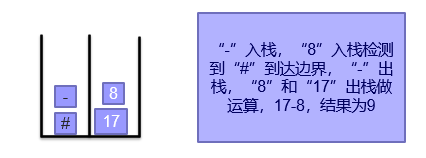 - 8
# 17
“-”入栈，“8”入栈检测
到“#”到达边界，“-”出
栈，“8”和“17”出栈做
运算，17-8，结果为9